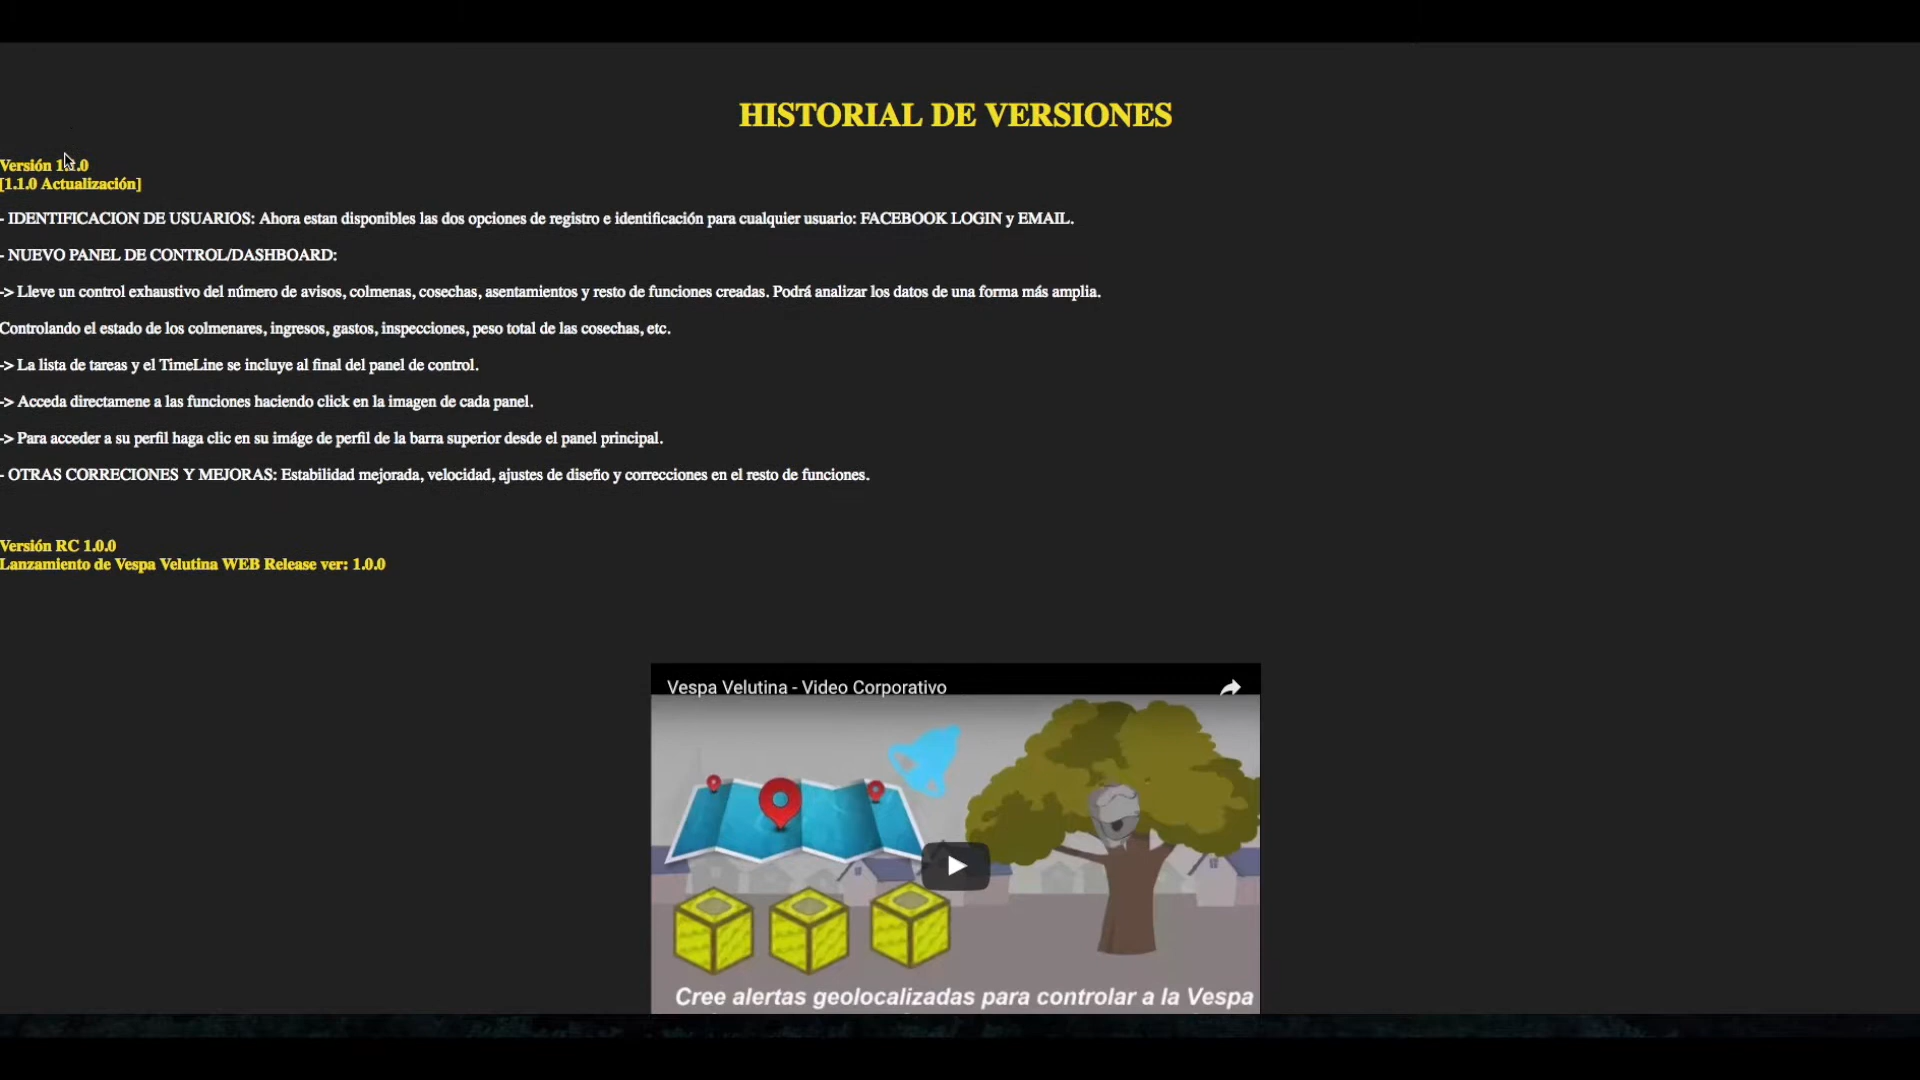 HISTORIAL DE VERSIONES
Versión 1.1.0
[1.1.0 Actualización]
- IDENTIFICACION DE USUARIOS: Ahora estan disponibles las dos opciones de registro e identificación para cualquier usuario: FACEBOOK LOGIN y EMAIL.
- NUEVO PANEL DE CONTROL/DASHBOARD:
-> Lleve un control exhaustivo del número de avisos, colmenas, cosechas, asentamientos y resto de funciones creadas. Podrá analizar los datos de una forma más amplia.
Controlando el estado de los colmenares, ingresos, gastos, inspecciones, peso total de las cosechas, etc.
-> La lista de tareas y el TimeLine se incluye al final del panel de control.
-> Acceda directamene a las funciones haciendo click en la imagen de cada panel.
-> Para acceder a su perfil haga clic en su imáge de perfil de la barra superior desde el panel principal.
- OTRAS CORRECIONES Y MEJORAS: Estabilidad mejorada, velocidad, ajustes de diseño y correcciones en el resto de funciones.
Versión RC 1.0.0
Lanzamiento de Vespa Velutina WEB Release ver: 1.0.0
Vespa Velutina - Video Corporativo
Cree alertas geolocalizadas para controlar a la Vespa